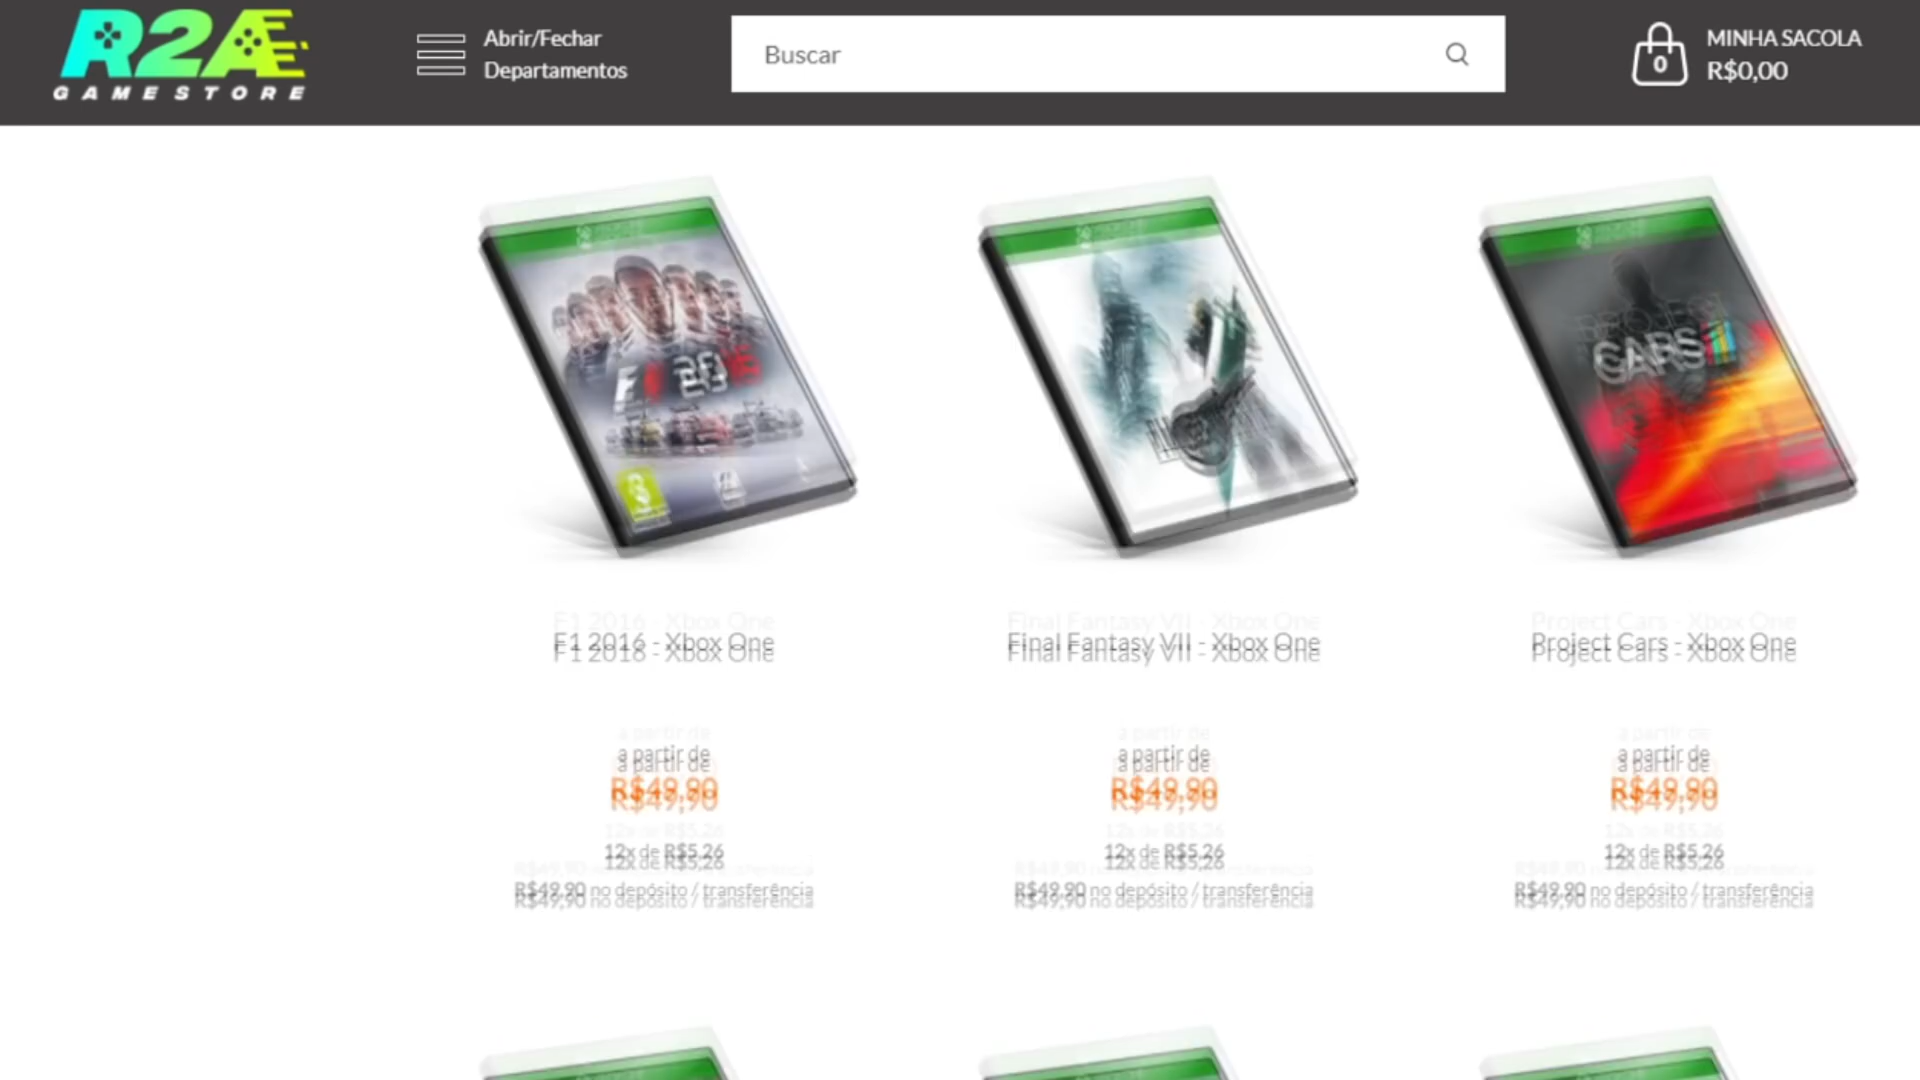 R2A
GAMESTORE
Abrir/Fechar
Departamentos
Buscar
0
MINHA SACOLA
R$0,00
CARS
F1 2016 - Xbox One
Final Fantasy VII - Xbox One
Project Cars - Xbox One
a partir de
R$49,90
12x de R$5,26
R$49,90 no depósito / transferência
a partir de
R$49,90
12x de R$5,26
R$49,90 no depósito / transferência
a partir de
R$49,90
12x de R$5,26
R$49,90 no depósito / transferência